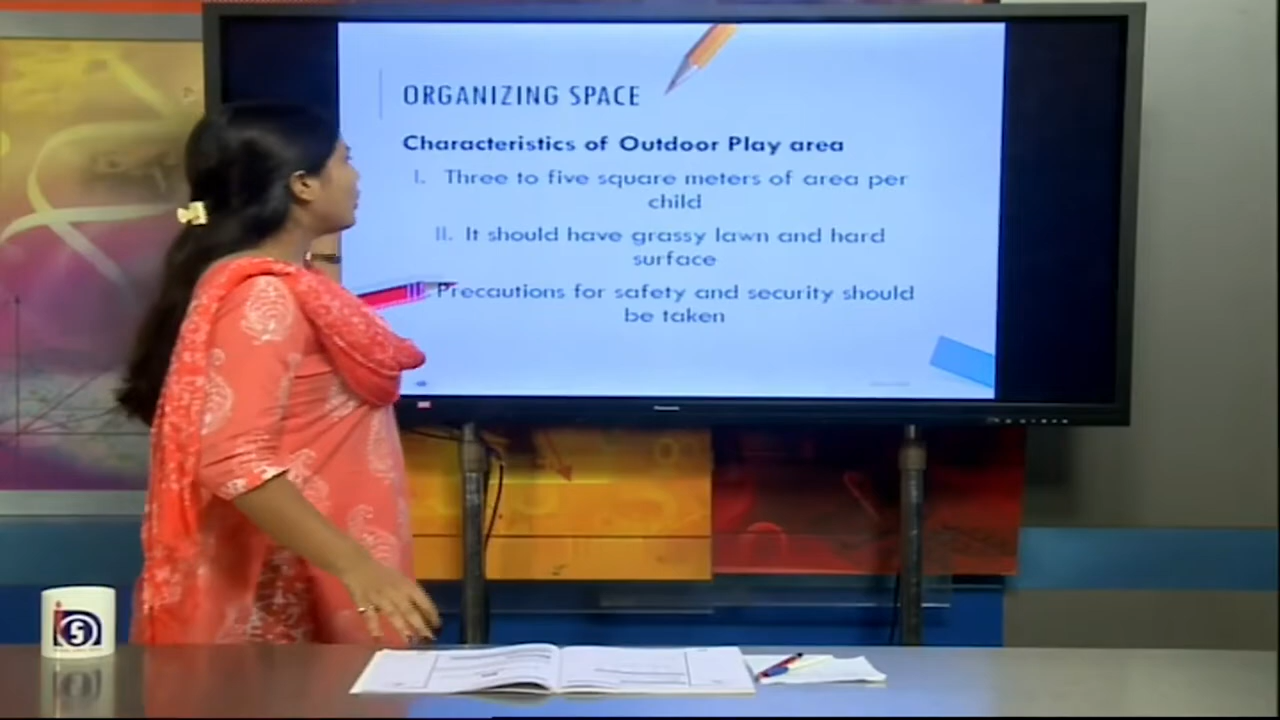 ORGANIZING SPACE
Characteristics of Outdoor Play area
I. Three to five square meters of area per
child
II. It should have grassy lawn and hard
surface
III. Precautions for safety and security should
be taken